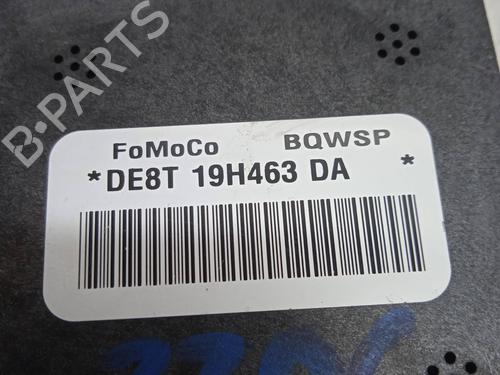 B-PARTS
FoMoCo BQWSP
*DE8T 19H463 DA *